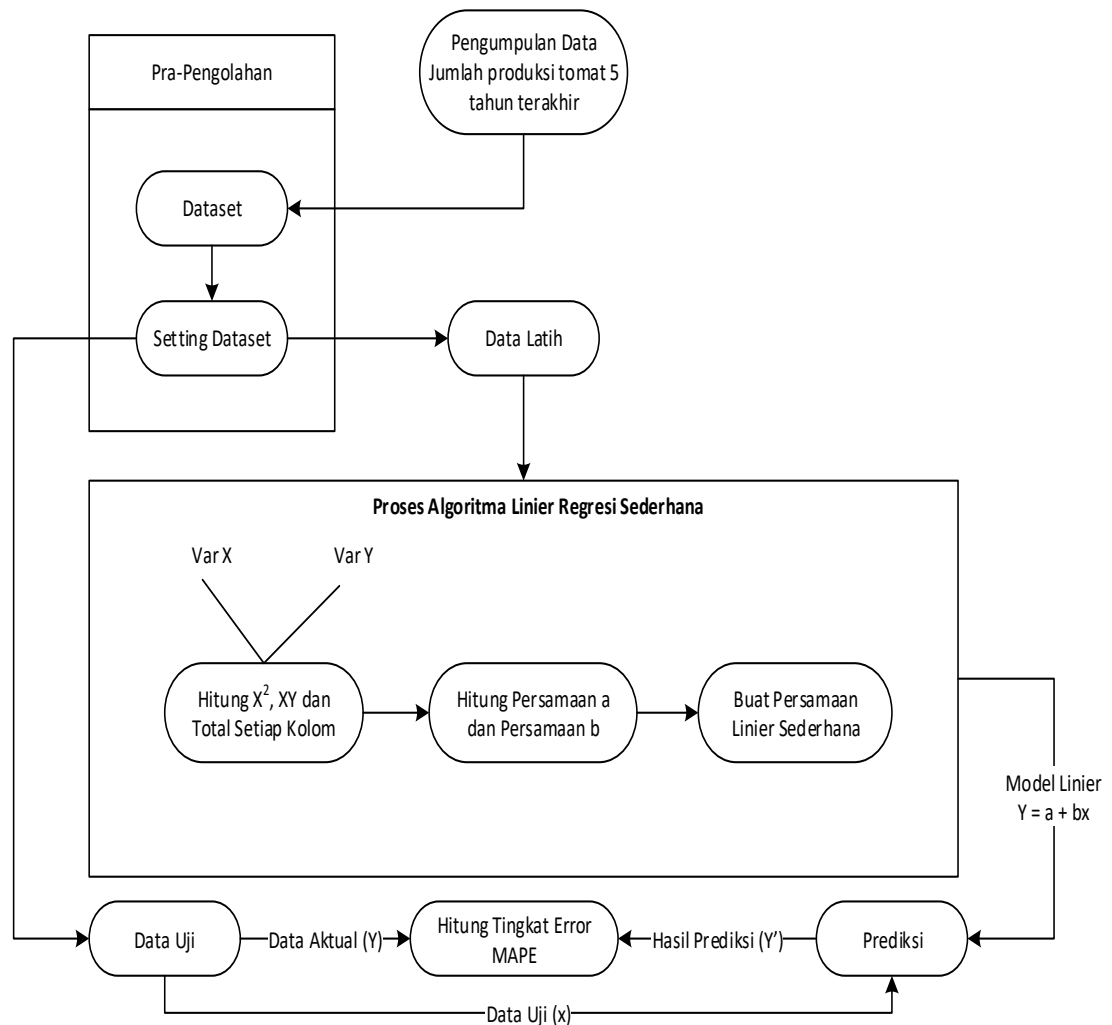 Pengumpulan Data
Jumlah produksi tomat 5
tahun terakhir
Pra-Pengolahan
Dataset
Setting Dataset
Data Latih
Proses Algoritma Linier Regresi Sederhana
Var X
Var Y
Hitung X², XY dan
Total Setiap Kolom
Hitung Persamaan a
dan Persamaan b
Buat Persamaan
Linier Sederhana
Model Linier
Y = a + bx
Data Uji
Data Aktual (Y)
Hitung Tingkat Error
MAPE
Hasil Prediksi (Y’)
Prediksi
Data Uji (x)